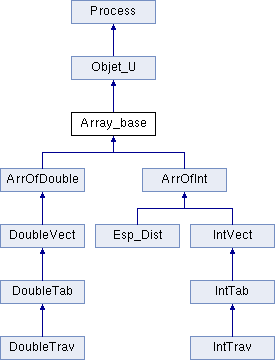 Process
Objet_U
Array_base
ArrOfDouble
ArrOfInt
DoubleVect
Esp_Dist
IntVect
DoubleTab
IntTab
DoubleTrav
IntTrav